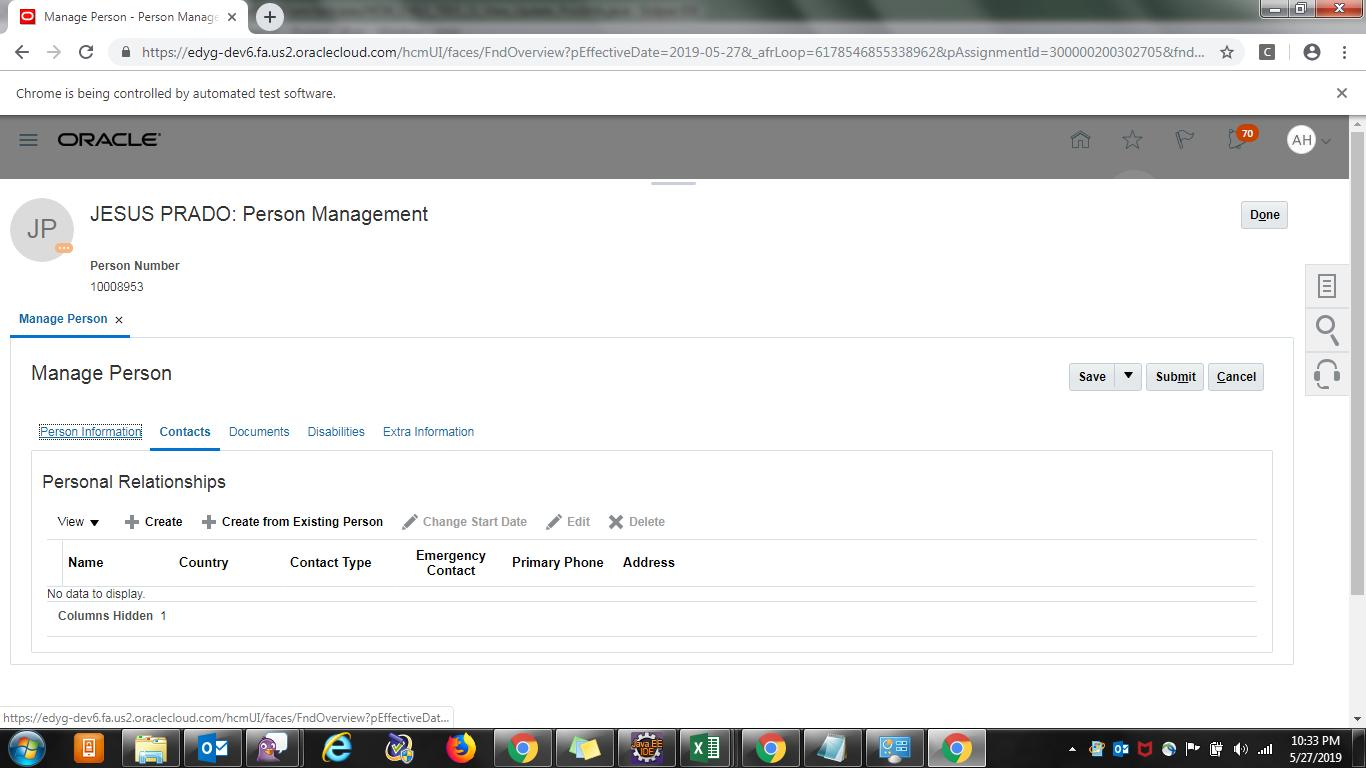 Manage Person - Person Manage
https://edyg-dev6.fa.us2.oraclecloud.com/hcmUI/faces/FndOverview?pEffectiveDate=2019-05-27&_afrLoop=6178546855338962&pAssignmentId=300000200302705&fnd...
C
Chrome is being controlled by automated test software.
ORACLE
70
AH
JP
JESUS PRADO: Person Management
Done
Person Number
10008953
Manage Person
Manage Person
Save
Submit
Cancel
Person Information
Contacts
Documents
Disabilities
Extra Information
Personal Relationships
View
Create
Create from Existing Person
Change Start Date
Edit
Delete
Name
Country
Contact Type
Emergency
Contact
Primary Phone
Address
No data to display.
Columns Hidden 1
https://edyg-dev6.fa.us2.oraclecloud.com/hcmUI/faces/FndOverview?pEffectiveDat...
Java EE
IDE
10:33 PM
5/27/2019